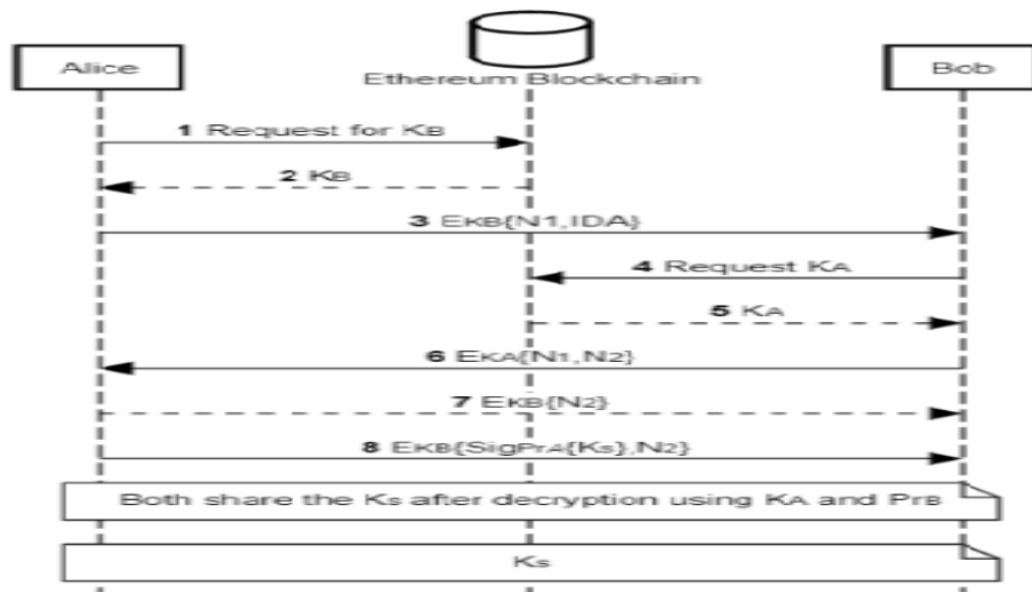 Alice
Ethereum Blockchain
Bob
1 Request for KB
2 KB
3 EKB{N1,IDA}
4 Request KA
5 KA
6 EKA{N1,N2}
7 EKB{N2}
8 EKB{SigPrA{Ks},N2}
Both share the Ks after decryption using KA and PrB
Ks